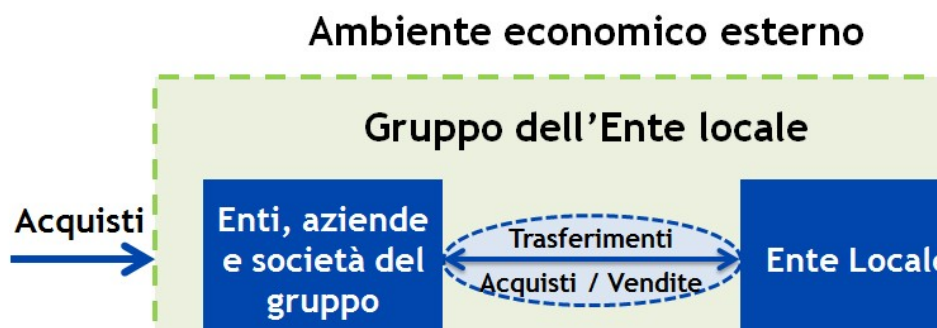 Ambiente economico esterno
Gruppo dell'Ente locale
Acquisti
Enti, aziende
e società del
gruppo
Trasferimenti
Acquisti / Vendite
Ente Locale